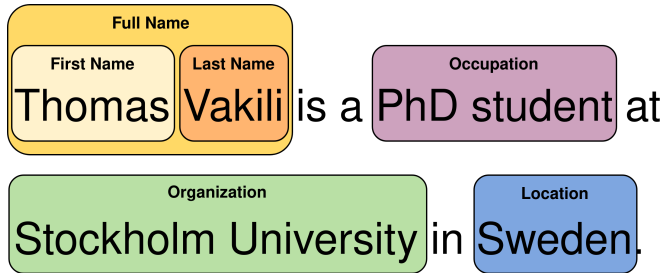 Full Name
First Name Last Name Occupation
Thomas Vakili is a PhD student at
Organization Location
Stockholm University in Sweden.